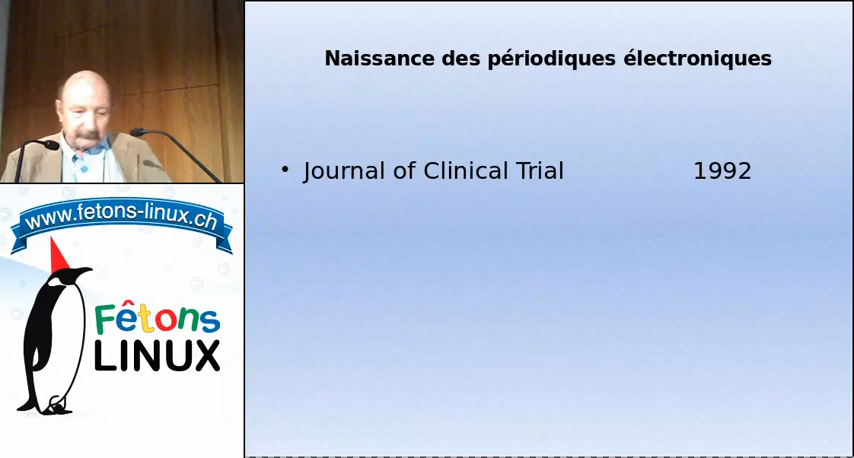 www.fetons-linux.ch
Fêtons
LINUX
Naissance des périodiques électroniques
• Journal of Clinical Trial 1992